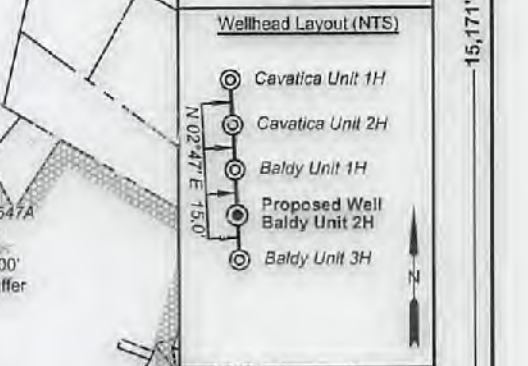 Wellhead Layout (NTS)
Cavatica Unit 1H
Cavatica Unit 2H
Baldy Unit 1H
Proposed Well
Baldy Unit 2H
Baldy Unit 3H
N 02°47' E 15.0'
N
15,171'
547A
00'
ffer